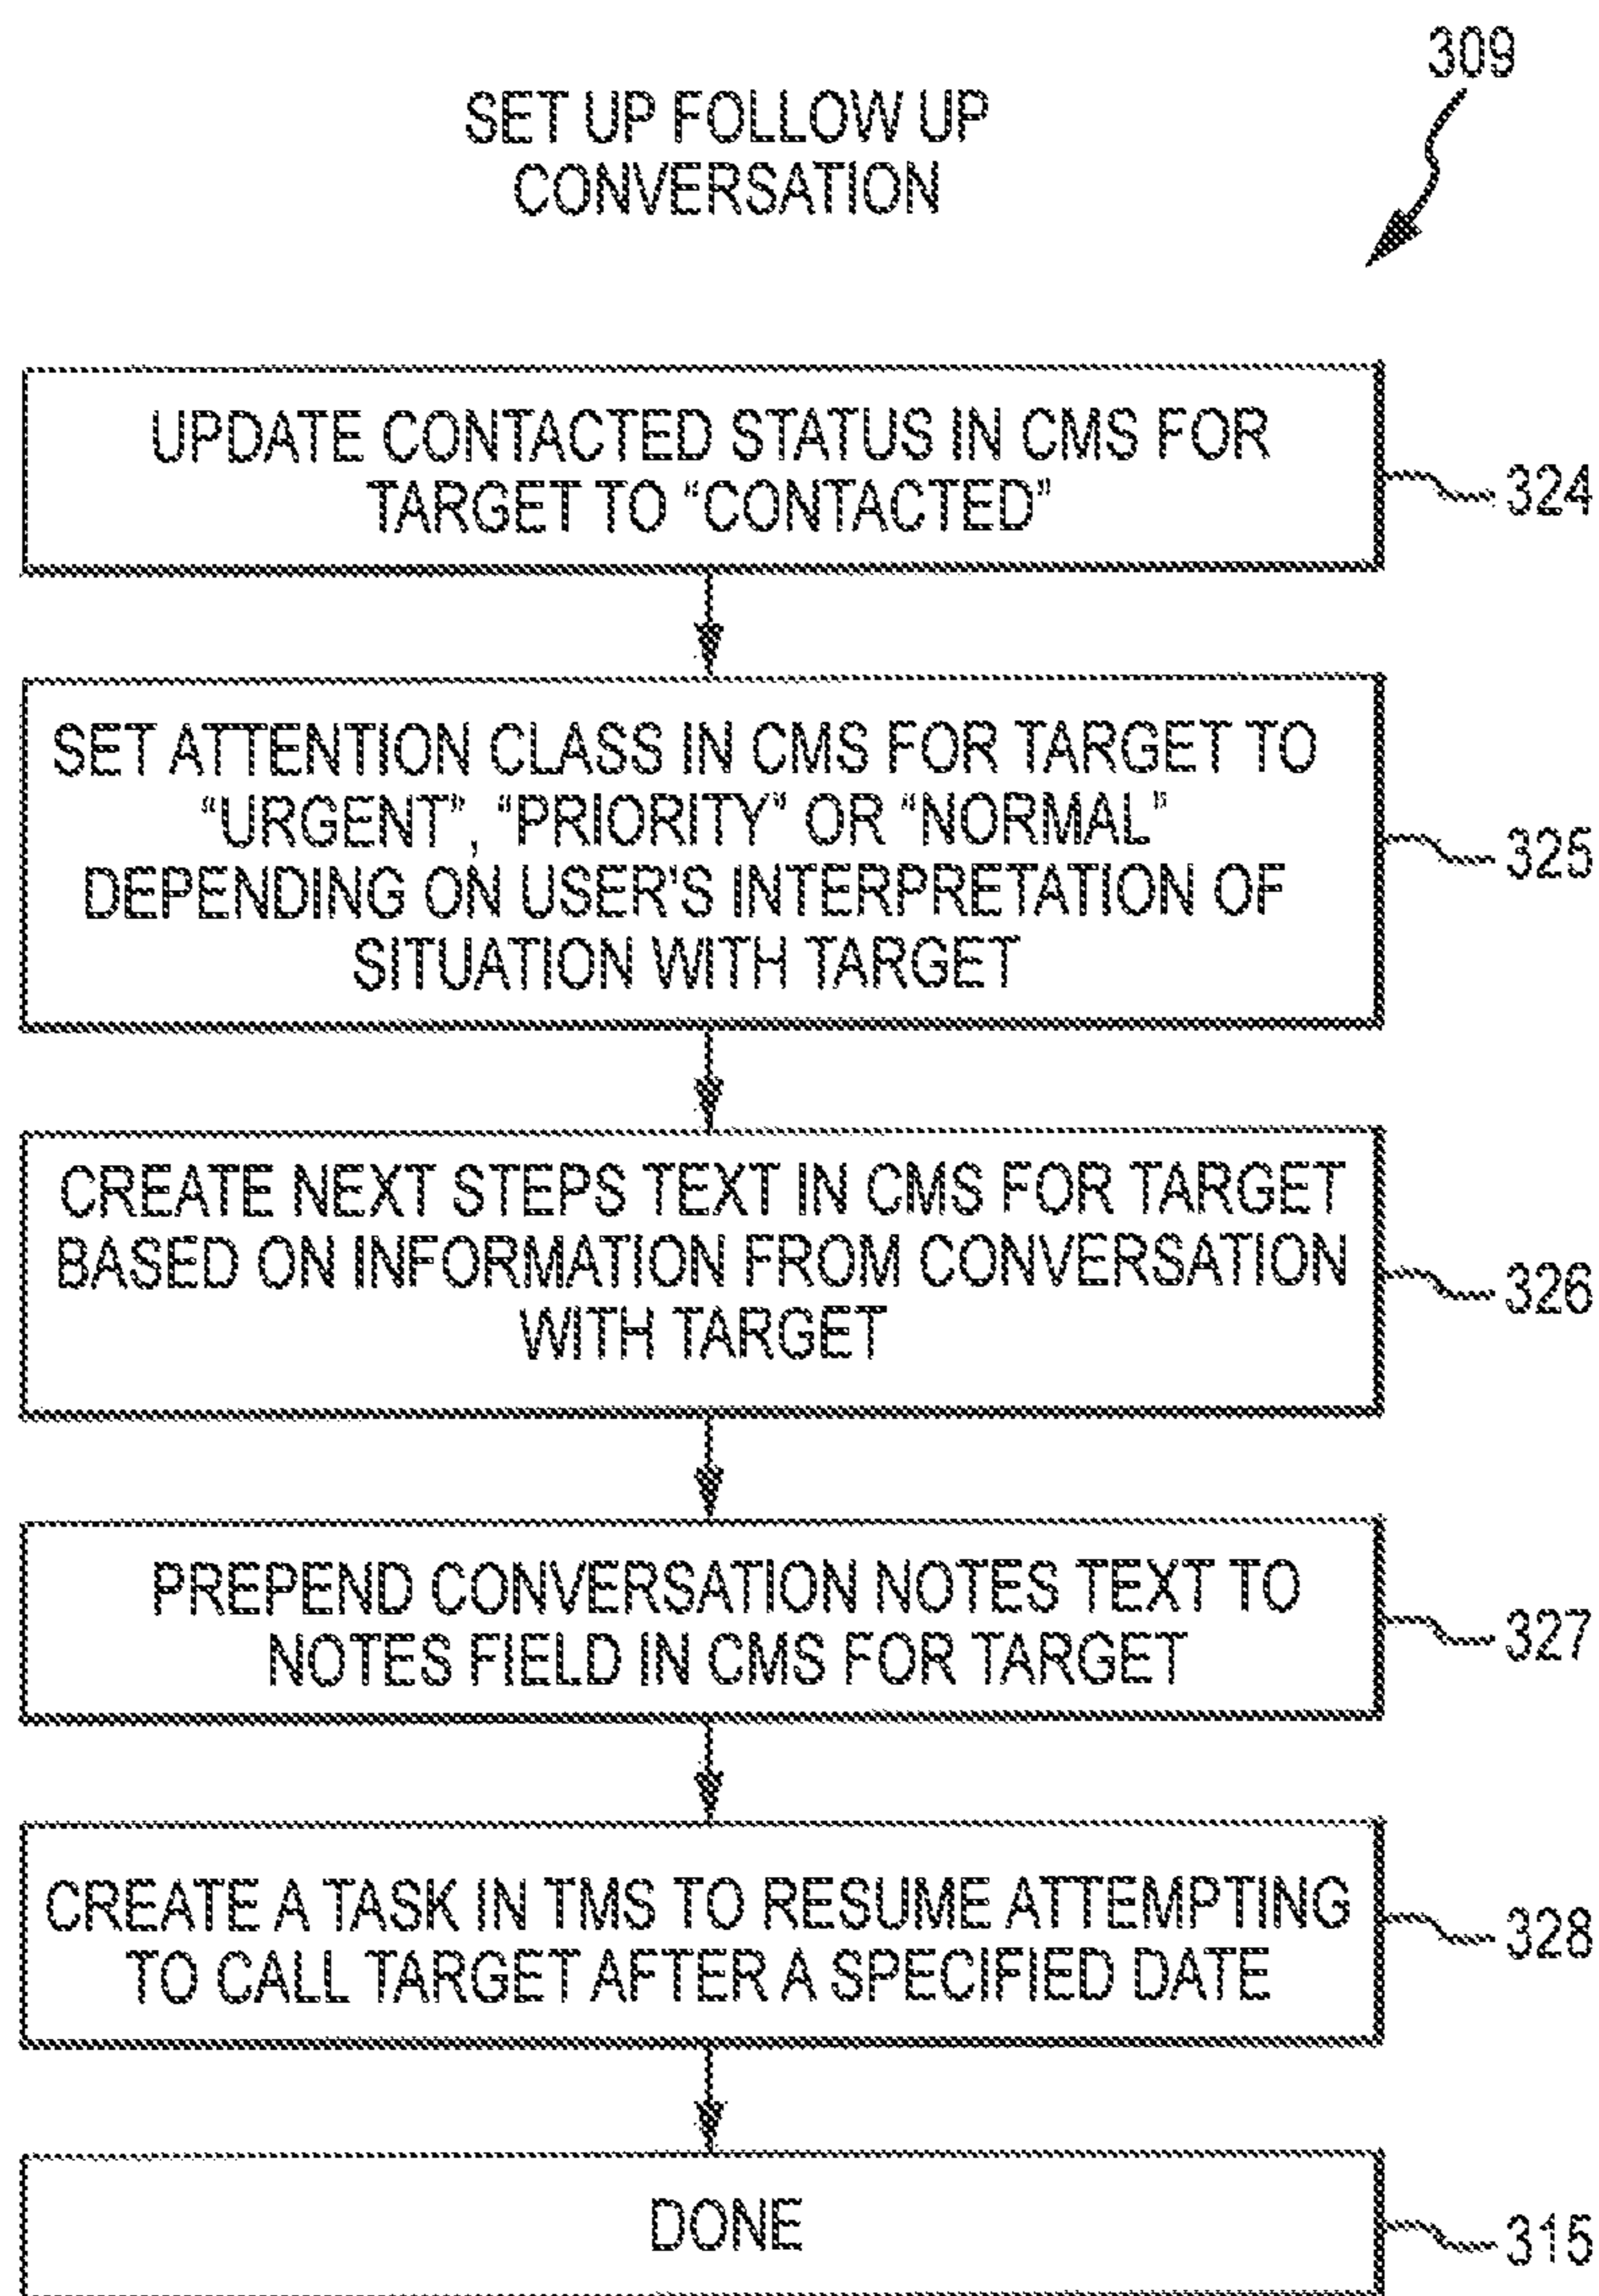 309
SET UP FOLLOW UP
CONVERSATION
UPDATE CONTACTED STATUS IN CMS FOR
TARGET TO “CONTACTED”
324
SET ATTENTION CLASS IN CMS FOR TARGET TO
“URGENT”, “PRIORITY” OR “NORMAL”
DEPENDING ON USER'S INTERPRETATION OF
SITUATION WITH TARGET
325
CREATE NEXT STEPS TEXT IN CMS FOR TARGET
BASED ON INFORMATION FROM CONVERSATION
WITH TARGET
326
PREPEND CONVERSATION NOTES TEXT TO
NOTES FIELD IN CMS FOR TARGET
327
CREATE A TASK IN TMS TO RESUME ATTEMPTING
TO CALL TARGET AFTER A SPECIFIED DATE
328
DONE
315